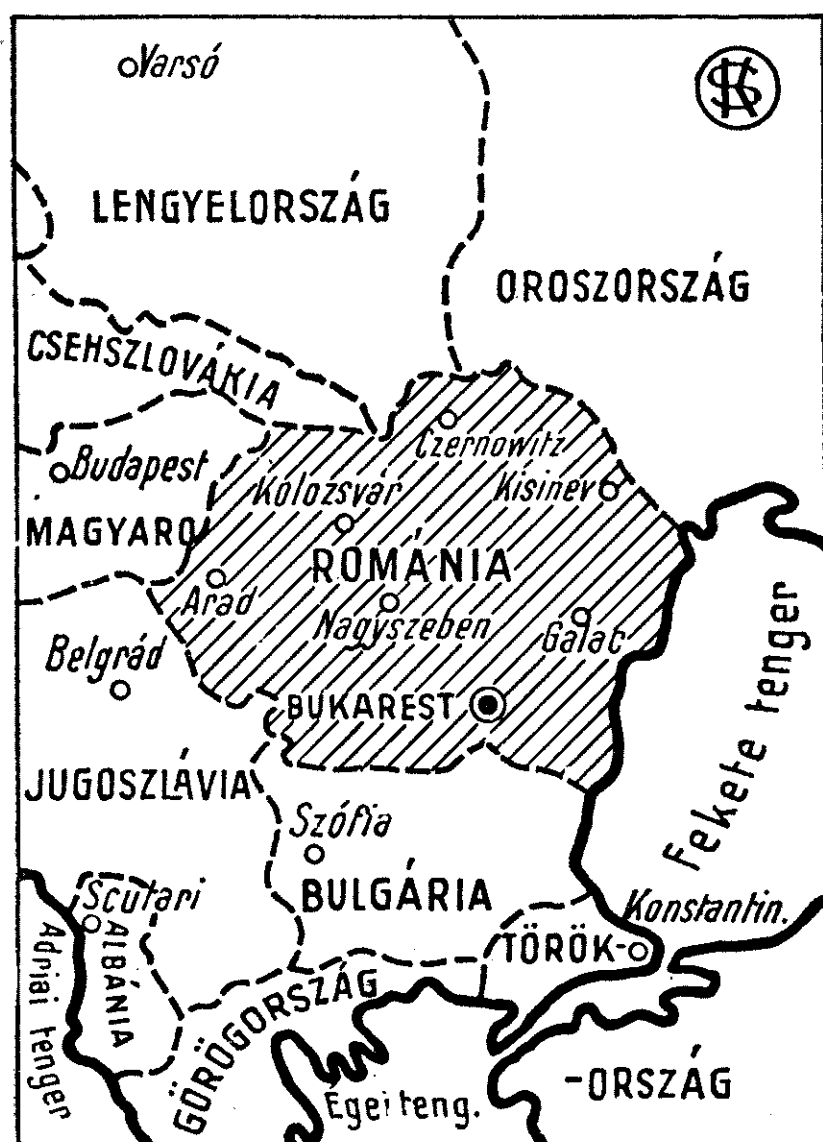 Varsó
LENGYELORSZÁG
OROSZORSZÁG
CSEHSZLOVÁKIA
Czernowitz
Budapest
Kolozsvár
Kisinev
MAGYARO
ROMÁNIA
Arad
Nagyszeben
Galac
Belgrád
BUKAREST
Fekete tenger
JUGOSZLÁVIA
Szófia
Scutari
BULGÁRIA
Konstantin.
TÖRÖK-
ALBÁNIA
Adriai tenger
GÖRÖGORSZÁG
-ORSZÁG
Égei teng.